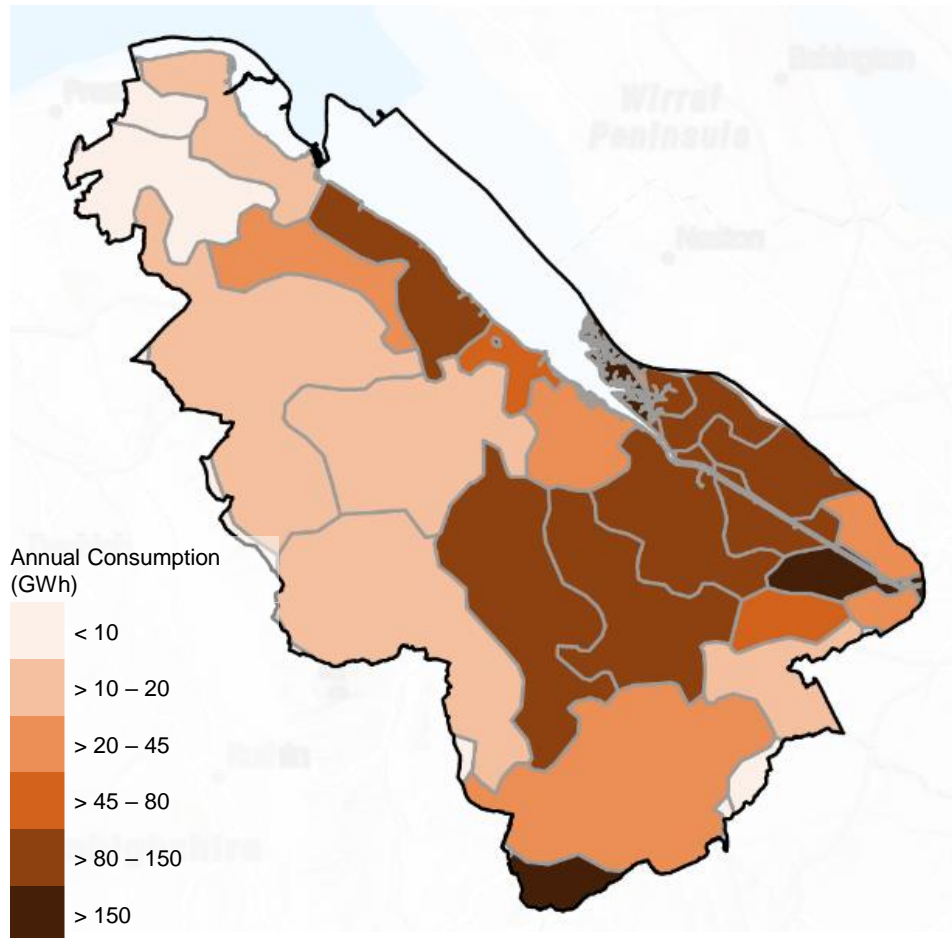 Wirral
Peninsula
Neston
Annual Consumption
(GWh)
< 10
> 10 – 20
> 20 – 45
> 45 – 80
> 80 – 150
> 150